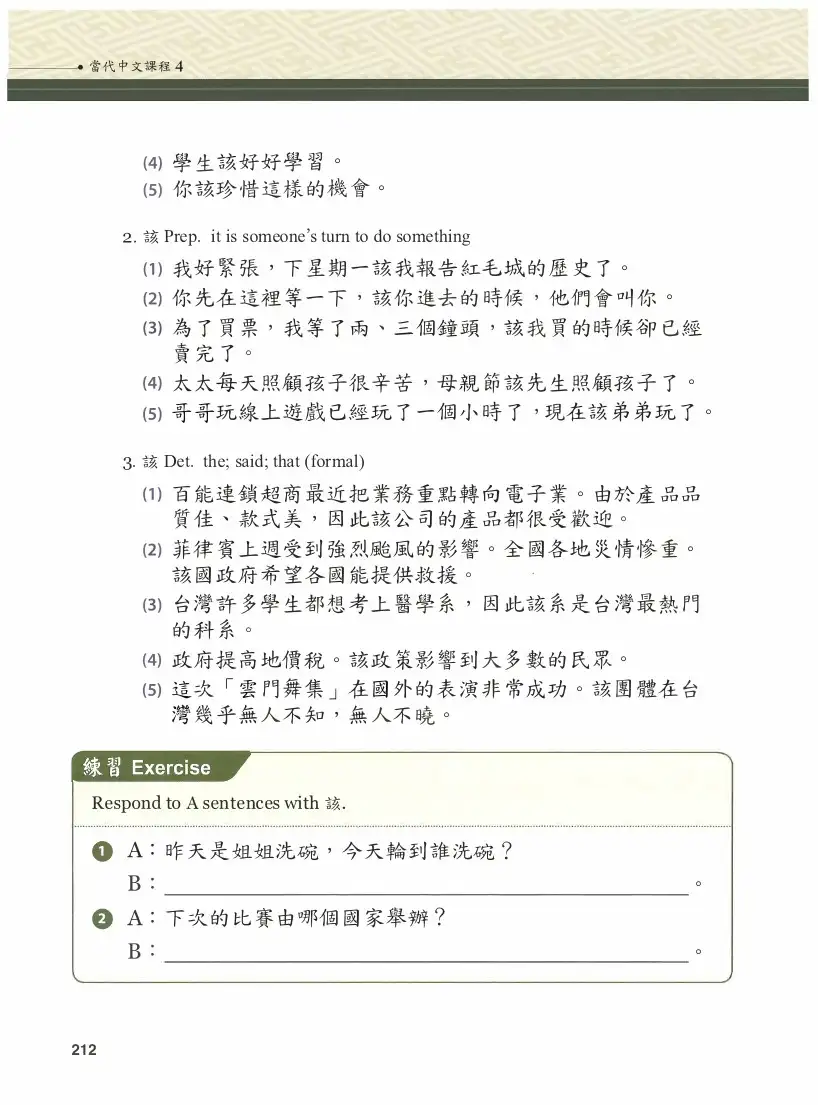 當代中文課程 4
(4) 學生該好好學習。
(5) 你該珍惜這樣的機會。
2. 該 Prep. it is someone’s turn to do something
(1) 我好緊張，下星期一該我報告紅毛城的歷史了。
(2) 你先在這裡等一下，該你進去的時候，他們會叫你。
(3) 為了買票，我等了兩、三個鐘頭，該我買的時候卻已經
賣完了。
(4) 太太每天照顧孩子很辛苦，母親節該先生照顧孩子了。
(5) 哥哥玩線上遊戲已經玩了一個小時了，現在該弟弟玩了。
3. 該 Det. the; said; that (formal)
(1) 百能連鎖超商最近把業務重點轉向電子業。由於產品品
質佳、款式美，因此該公司的產品都很受歡迎。
(2) 菲律賓上週受到強烈颱風的影響。全國各地災情慘重。
該國政府希望各國能提供救援。
(3) 台灣許多學生都想考上醫學系，因此該系是台灣最熱門
的科系。
(4) 政府提高地價稅。該政策影響到大多數的民眾。
(5) 這次「雲門舞集」在國外的表演非常成功。該團體在台
灣幾乎無人不知，無人不曉。
練習 Exercise
Respond to A sentences with 該.
1 A：昨天是姐姐洗碗，今天輪到誰洗碗？
B：。
2 A：下次的比賽由哪個國家舉辦？
B：。
212